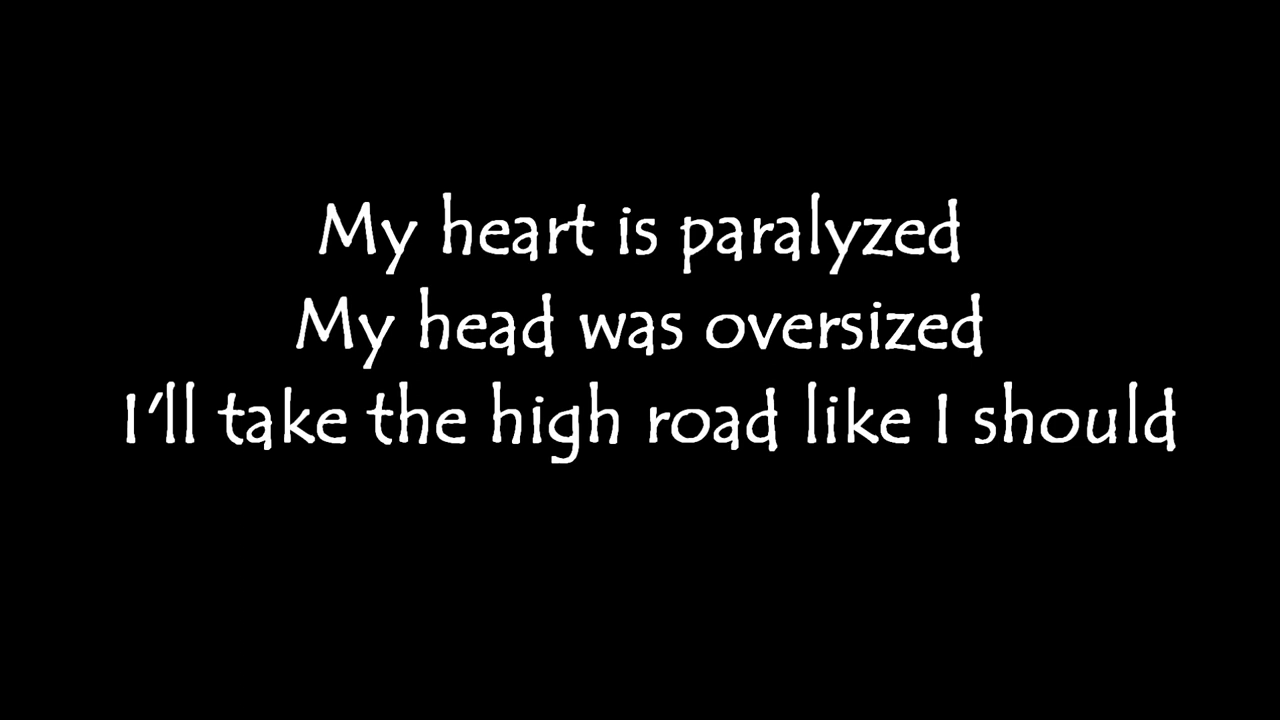 My heart is paralyzed
My head was oversized
I'll take the high road like I should